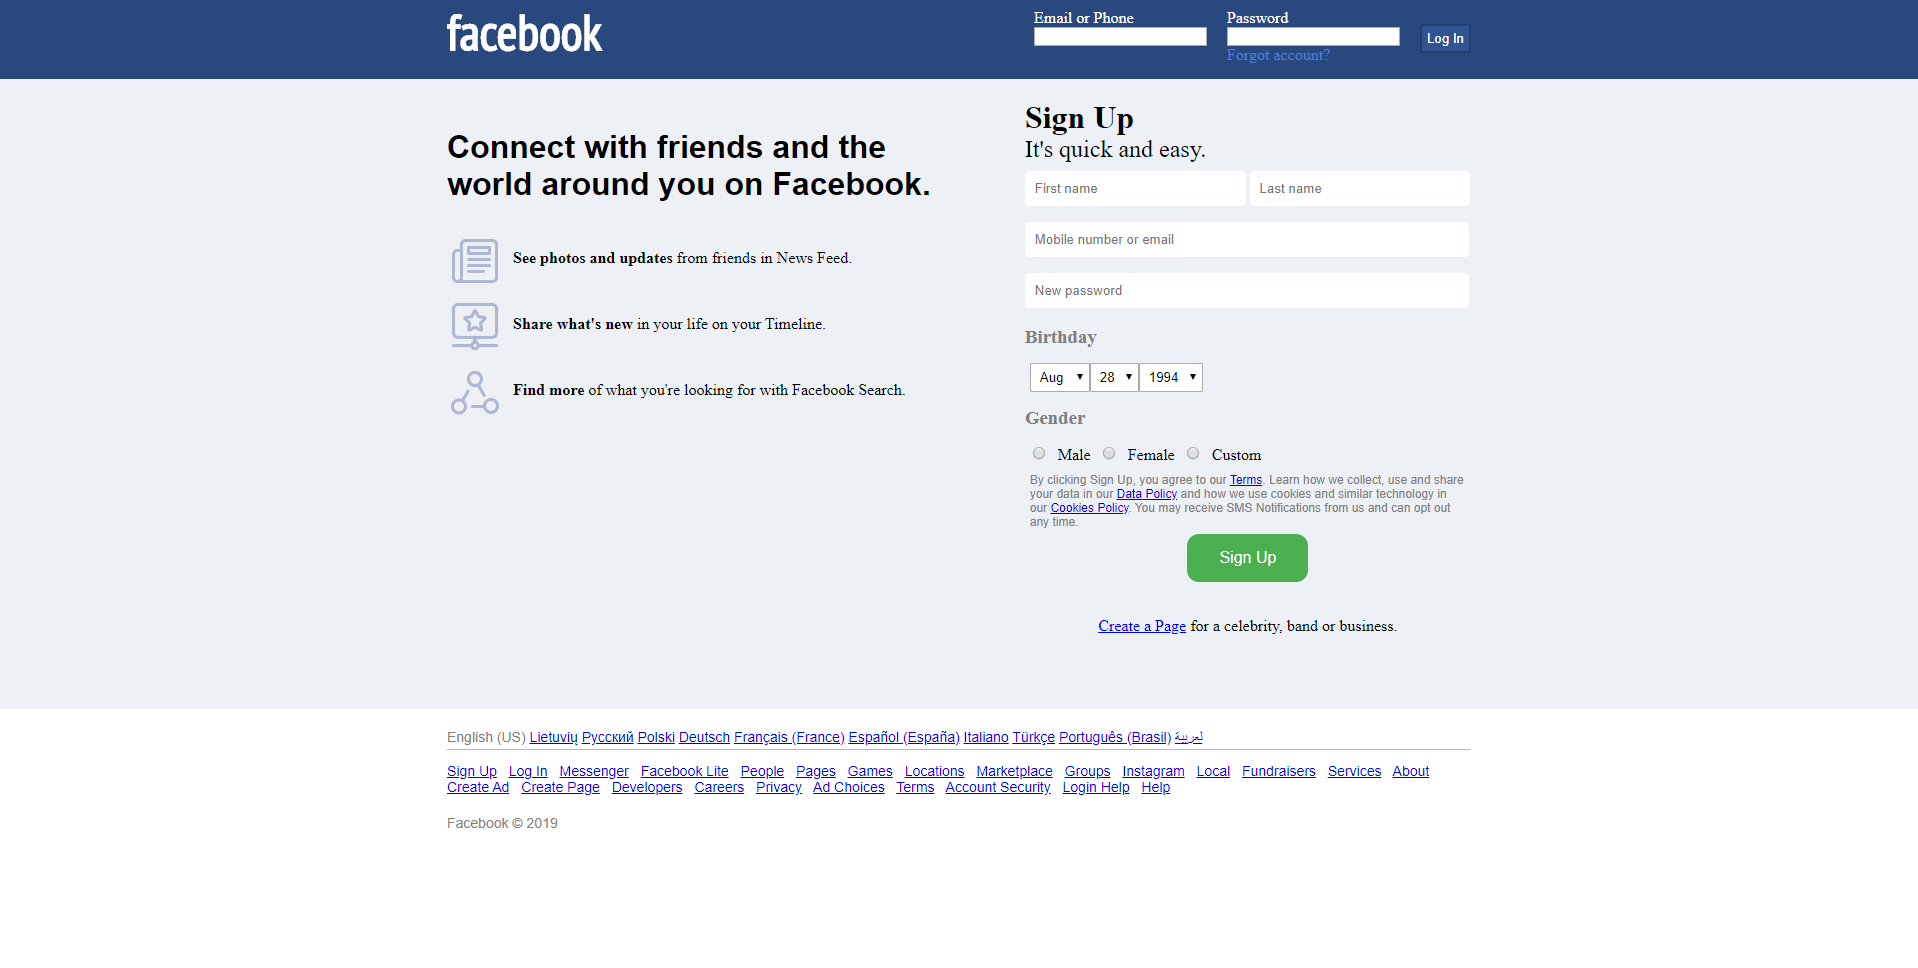 facebook
Email or Phone
Password
Log In
Forgot account?
Connect with friends and the
world around you on Facebook.
See photos and updates from friends in News Feed.
Share what's new in your life on your Timeline.
Find more of what you're looking for with Facebook Search.
Sign Up
It's quick and easy.
First name
Last name
Mobile number or email
New password
Birthday
Aug 28 1994
Gender
Male Female Custom
By clicking Sign Up, you agree to our Terms. Learn how we collect, use and share
your data in our Data Policy and how we use cookies and similar technology in
our Cookies Policy. You may receive SMS Notifications from us and can opt out
any time.
Sign Up
Create a Page for a celebrity, band or business.
English (US) Lietuvių Русский Polski Deutsch Français (France) Español (España) Italiano Türkçe Português (Brasil) لعربية
Sign Up Log In Messenger Facebook Lite People Pages Games Locations Marketplace Groups Instagram Local Fundraisers Services About
Create Ad Create Page Developers Careers Privacy Ad Choices Terms Account Security Login Help Help
Facebook © 2019